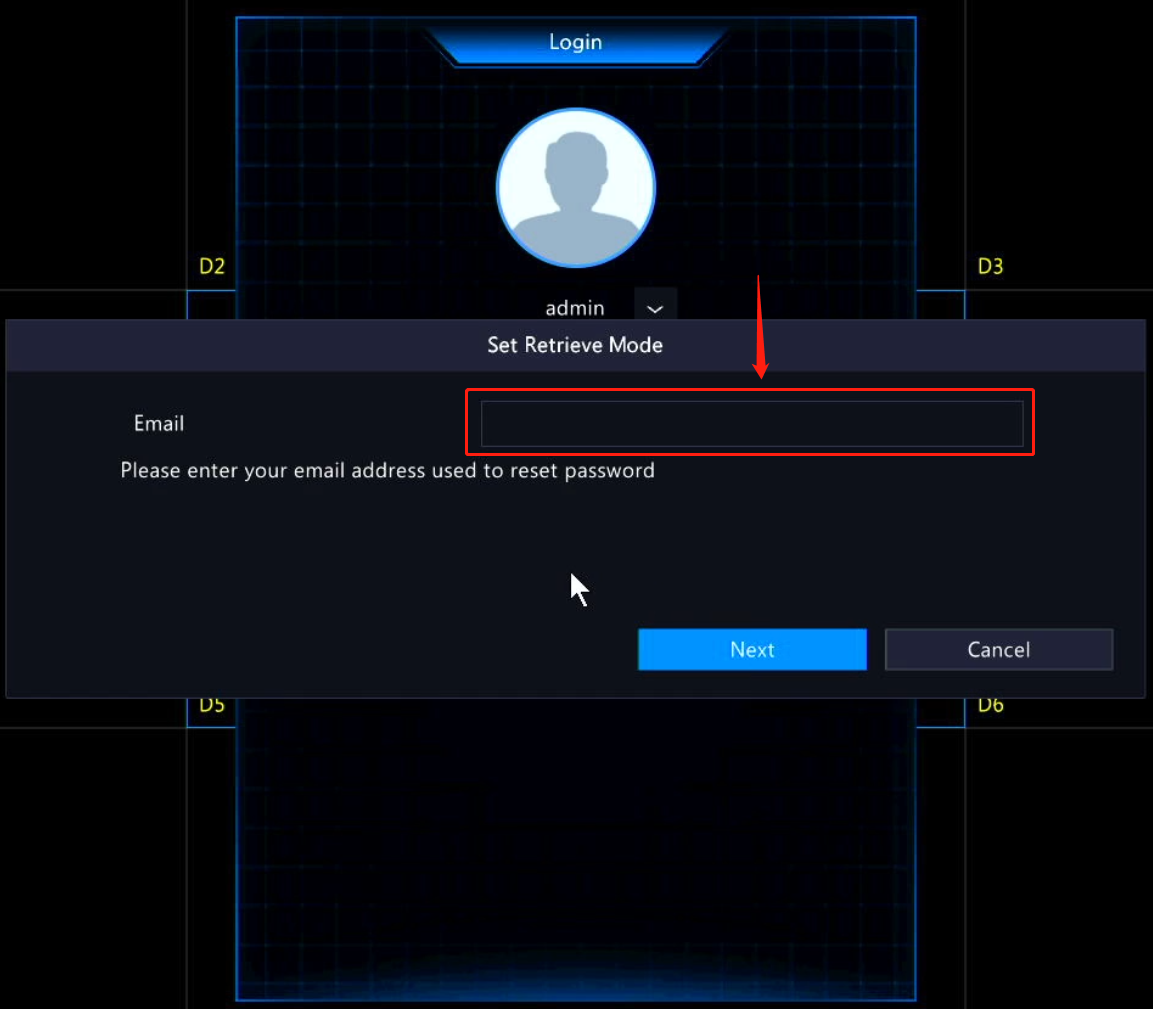 Login
D2
D3
admin
Set Retrieve Mode
Email
Please enter your email address used to reset password
Next
Cancel
D5
D6